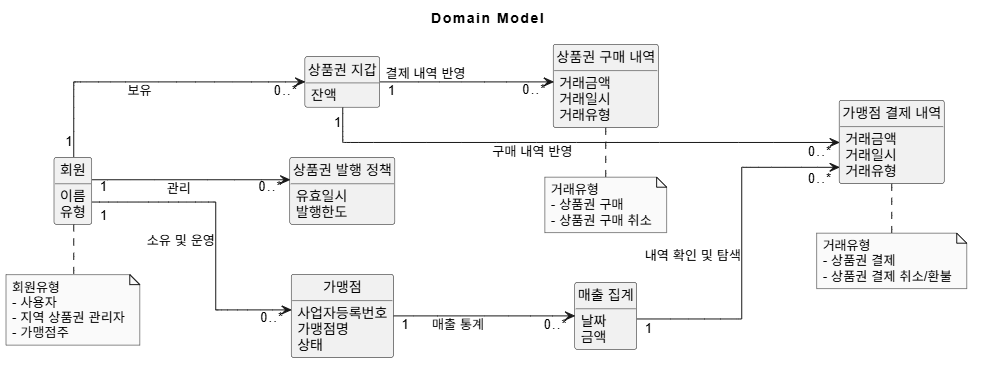 Domain Model
상품권 구매 내역
거래금액
거래일시
거래유형
상품권 지갑
잔액
결제 내역 반영
1
0..*
보유
0..*
1
1
구매 내역 반영
0..*
가맹점 결제 내역
거래금액
거래일시
거래유형
0..*
회원
이름
유형
1
관리
0..*
상품권 발행 정책
유효일시
발행한도
1
소유 및 운영
0..*
거래유형
- 상품권 구매
- 상품권 구매 취소
거래유형
- 상품권 결제
- 상품권 결제 취소/환불
내역 확인 및 탐색
회원유형
- 사용자
- 지역 상품권 관리자
- 가맹점주
가맹점
사업자등록번호
가맹점명
상태
1
매출 통계
0..*
매출 집계
날짜
금액
1